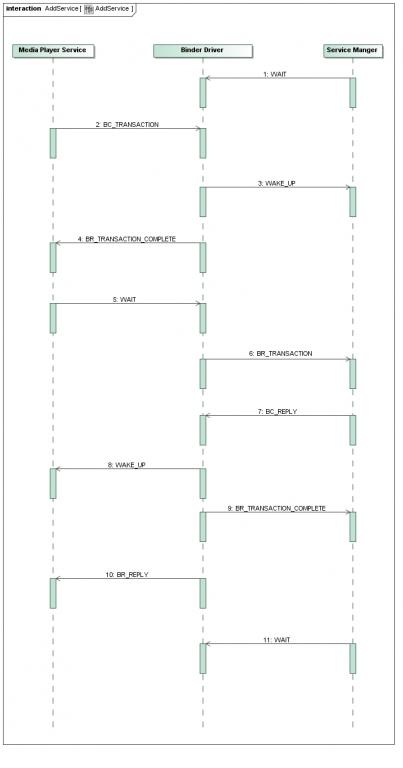 interaction AddService [ AddService ]
Media Player Service Binder Driver Service Manger
1: WAIT
2: BC_TRANSACTION
3: WAKE_UP
4: BR_TRANSACTION_COMPLETE
5: WAIT
6: BR_TRANSACTION
7: BC_REPLY
8: WAKE_UP
9: BR_TRANSACTION_COMPLETE
10: BR_REPLY
11: WAIT